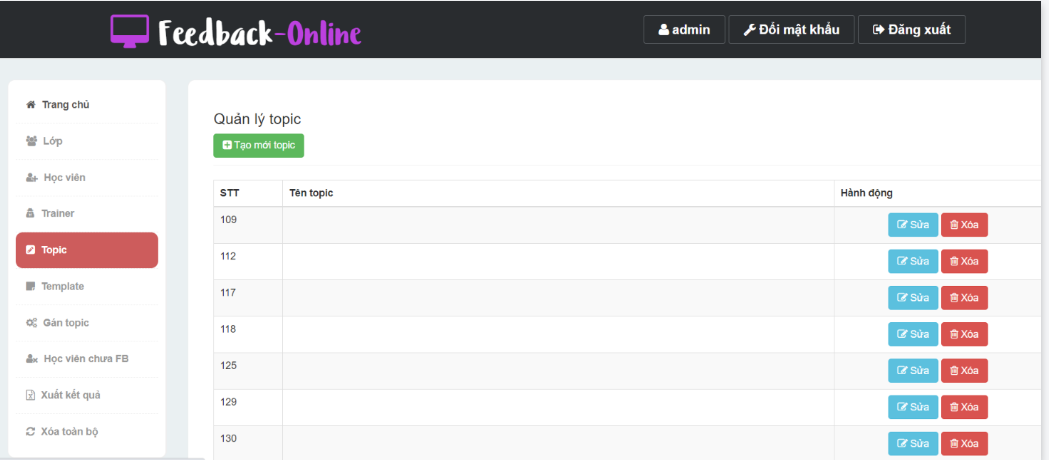 Feedback-Online
admin
Đổi mật khẩu
Đăng xuất
Trang chủ
Lớp
Học viên
Trainer
Topic
Template
Gán topic
Học viên chưa FB
Xuất kết quả
Xóa toàn bộ
Quản lý topic
Tạo mới topic
STT Tên topic Hành động
109 Sửa Xóa
112 Sửa Xóa
117 Sửa Xóa
118 Sửa Xóa
125 Sửa Xóa
129 Sửa Xóa
130 Sửa Xóa